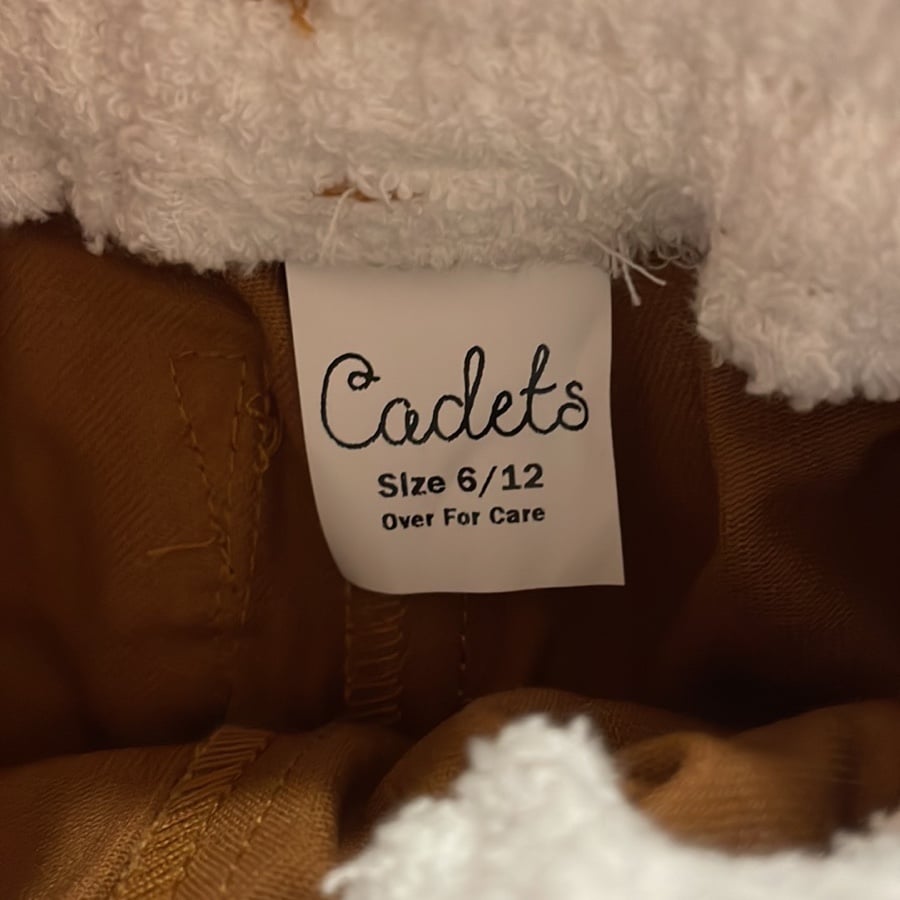 Cadets
Size 6/12
Over For Care